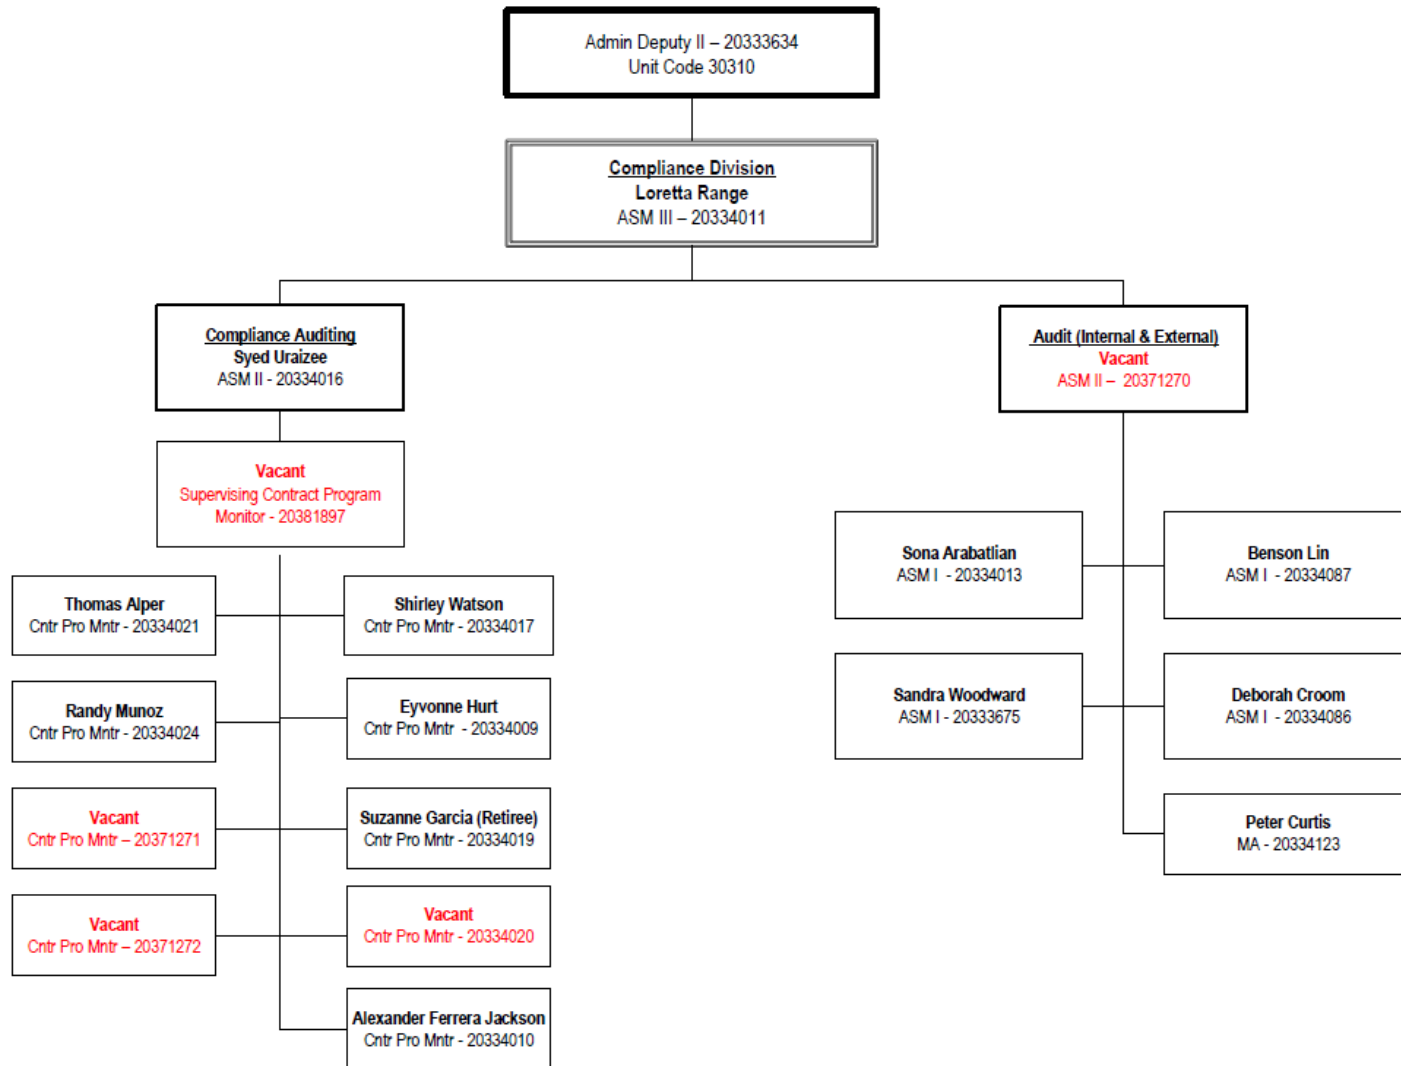 Admin Deputy II – 20333634
Unit Code 30310
Compliance Division
Loretta Range
ASM III – 20334011
Compliance Auditing
Syed Uraizee
ASM II - 20334016
Audit (Internal & External)
Vacant
ASM II – 20371270
Vacant
Supervising Contract Program
Monitor - 20381897
Thomas Alper
Cntr Pro Mntr - 20334021
Shirley Watson
Cntr Pro Mntr - 20334017
Randy Munoz
Cntr Pro Mntr - 20334024
Eyvonne Hurt
Cntr Pro Mntr - 20334009
Vacant
Cntr Pro Mntr – 20371271
Suzanne Garcia (Retiree)
Cntr Pro Mntr - 20334019
Vacant
Cntr Pro Mntr – 20371272
Vacant
Cntr Pro Mntr - 20334020
Alexander Ferrera Jackson
Cntr Pro Mntr - 20334010
Sona Arabatlian
ASM I - 20334013
Benson Lin
ASM I - 20334087
Sandra Woodward
ASM I - 20333675
Deborah Croom
ASM I - 20334086
Peter Curtis
MA - 20334123